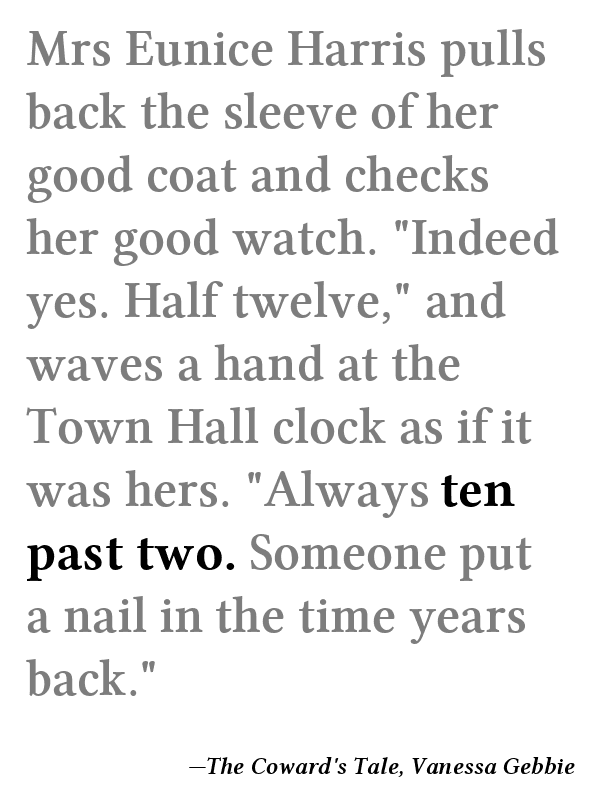 Mrs Eunice Harris pulls
back the sleeve of her
good coat and checks
her good watch. "Indeed
yes. Half twelve," and
waves a hand at the
Town Hall clock as if it
was hers. "Always ten
past two. Someone put
a nail in the time years
back."
—The Coward's Tale, Vanessa Gebbie